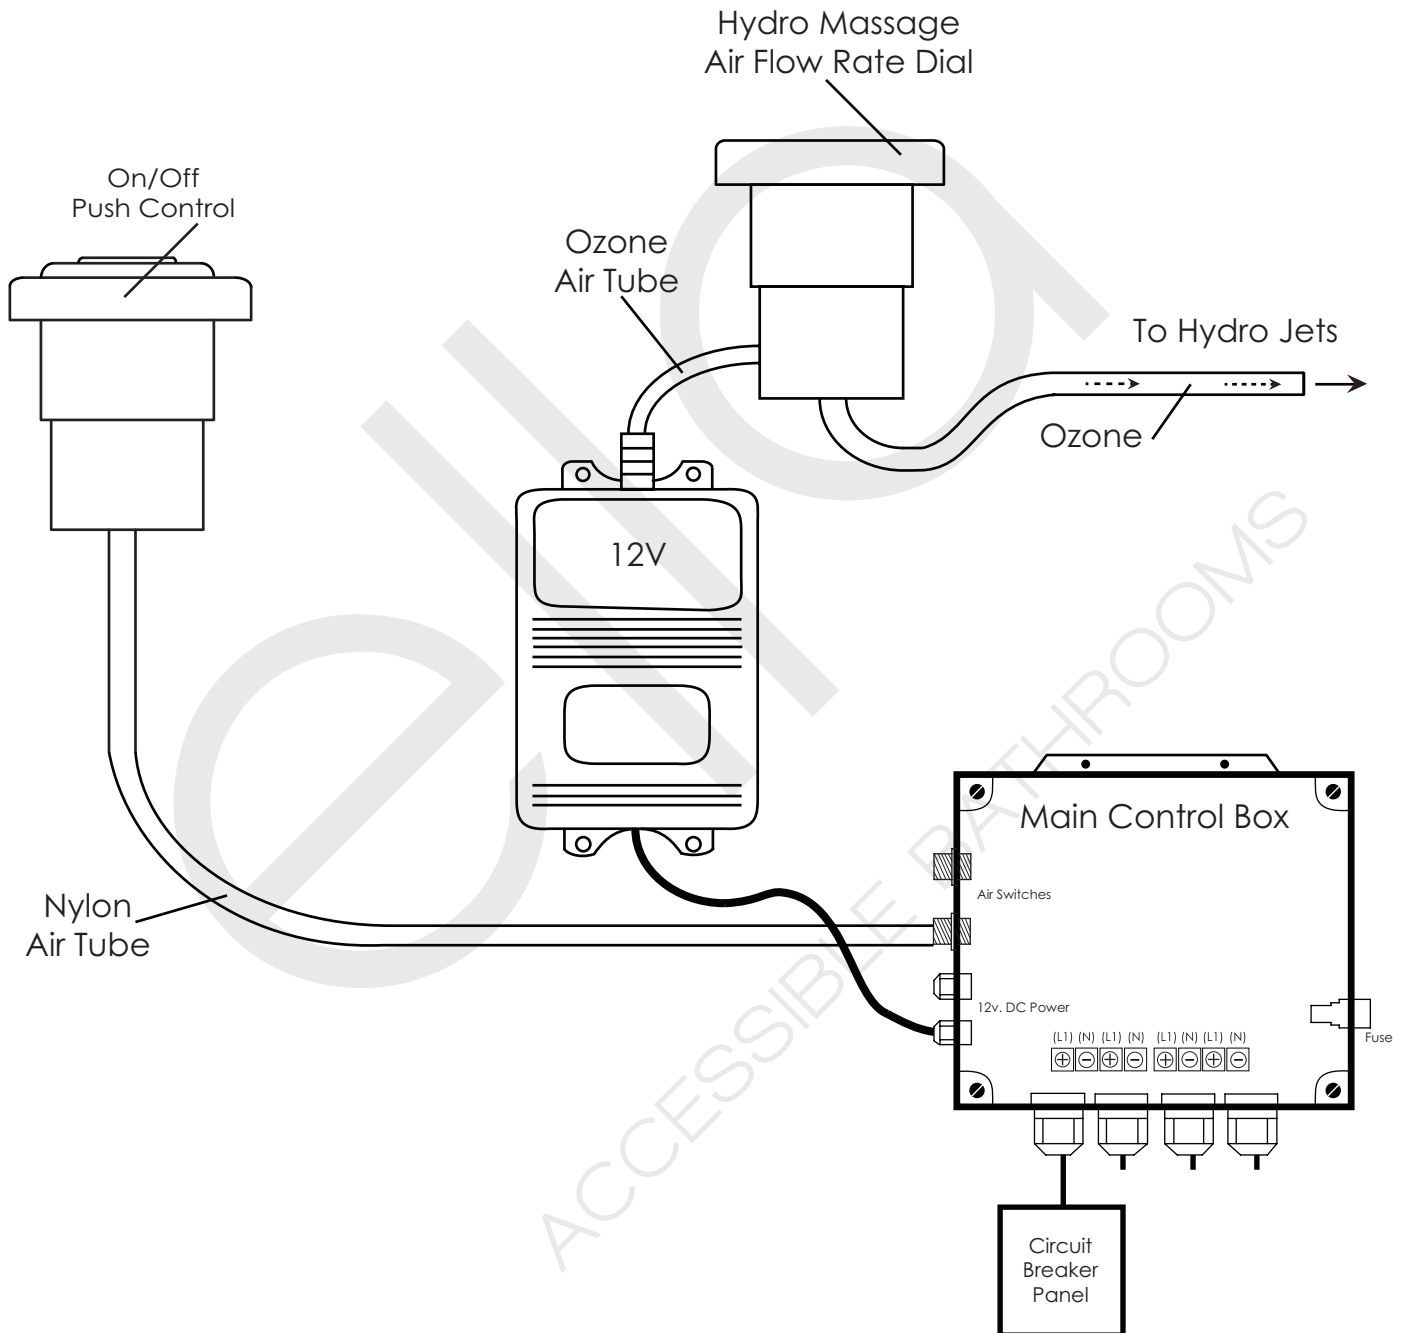 Hydro Massage
Air Flow Rate Dial
On/Off
Push Control
Ozone
Air Tube
To Hydro Jets
Ozone
12V
Main Control Box
Air Switches
Nylon
Air Tube
12v. DC Power
(L1) (N) (L1) (N) (L1) (N) (L1) (N)
Fuse
Circuit
Breaker
Panel
ella
ACCESSIBLE BATHROOMS